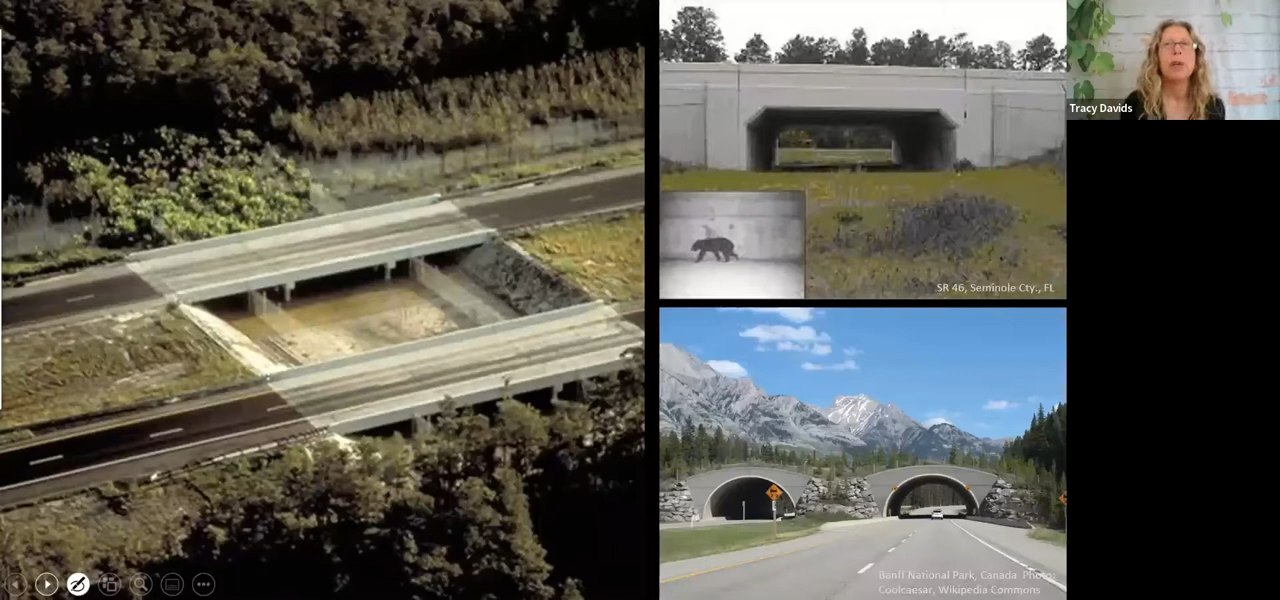 Tracy Davids
SR 46, Seminole Cty., FL
Banff National Park, Canada Photo:
Coolcaesar, Wikipedia Commons